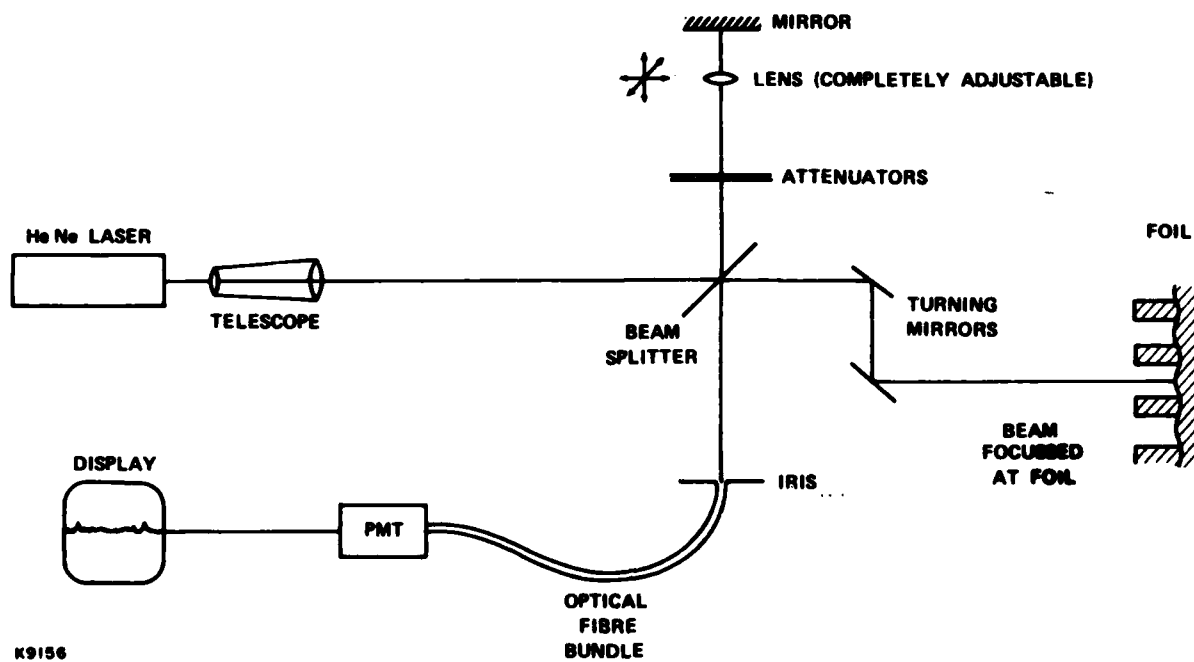 MIRROR
LENS (COMPLETELY ADJUSTABLE)
ATTENUATORS
He Ne LASER
FOIL
TELESCOPE
BEAM
SPLITTER
TURNING
MIRRORS
BEAM
FOCUSSED
AT FOIL
DISPLAY
IRIS
PMT
OPTICAL
FIBRE
BUNDLE
K9156